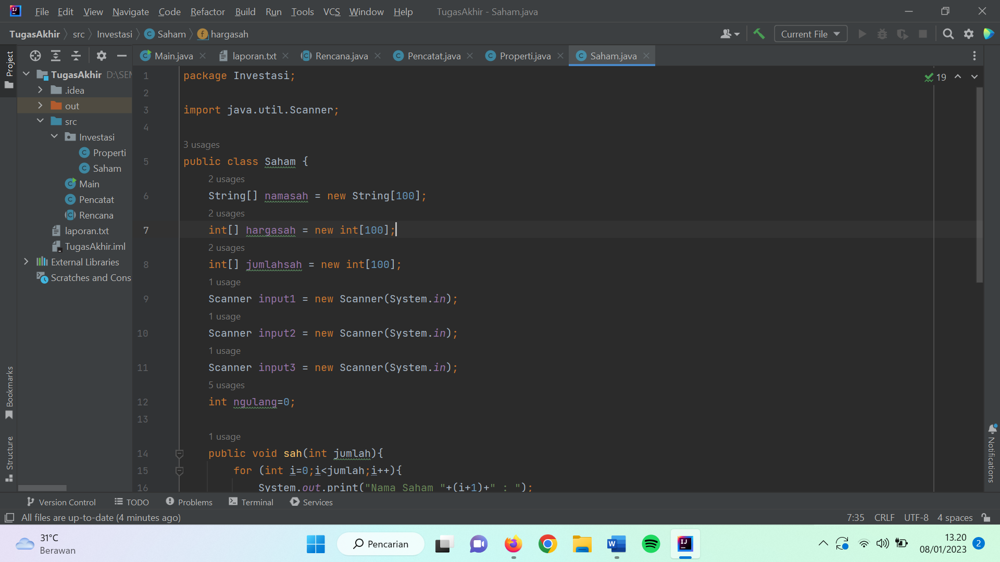 File Edit View Navigate Code Refactor Build Run Tools VCS Window Help TugasAkhir - Saham.java
TugasAkhir src Investasi Saham hargasah Current File
Main.java laporan.txt Rencana.java Pencatat.java Properti.java Saham.java
Project
TugasAkhir D:\SEM
.idea
out
src
Investasi
Properti
Saham
Main
Pencatat
Rencana
laporan.txt
TugasAkhir.iml
External Libraries
Scratches and Cons
Bookmarks
Structure
19
1 package Investasi;
2
3 import java.util.Scanner;
4
3 usages
5 public class Saham {
2 usages
6 String[] namasah = new String[100];
2 usages
7 int[] hargasah = new int[100];
2 usages
8 int[] jumlahsah = new int[100];
1 usage
9 Scanner input1 = new Scanner(System.in);
1 usage
10 Scanner input2 = new Scanner(System.in);
1 usage
11 Scanner input3 = new Scanner(System.in);
5 usages
12 int ngulang=0;
13
1 usage
14 public void sah(int jumlah){
15 for (int i=0;i<jumlah;i++){
16 System.out.print("Nama Saham "+(i+1)+" : ");
Notifications
Version Control TODO Problems Terminal Services
All files are up-to-date (4 minutes ago) 7:35 CRLF UTF-8 4 spaces
31°C
Berawan
Pencarian
13.20
08/01/2023
2